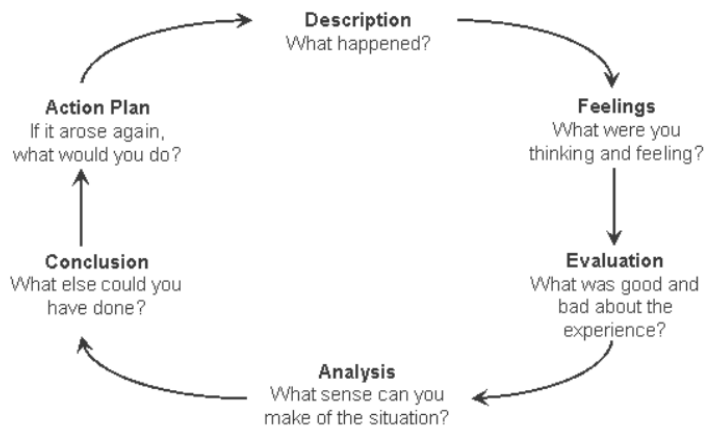 Description
What happened?
Feelings
What were you
thinking and feeling?
Evaluation
What was good and
bad about the
experience?
Analysis
What sense can you
make of the situation?
Conclusion
What else could you
have done?
Action Plan
If it arose again,
what would you do?